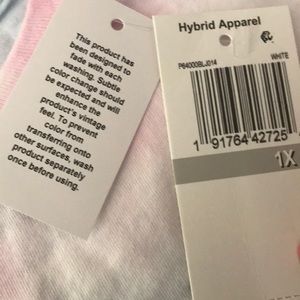 This product has
been designed to
fade with each
washing. Subtle
color change should
be expected and will
enhance the
product's vintage
feel. To prevent
color from
transferring onto
other surfaces, wash
product separately
once before using.
Hybrid Apparel
P64000BLJ014
WHITE
1 91764 42725
1X